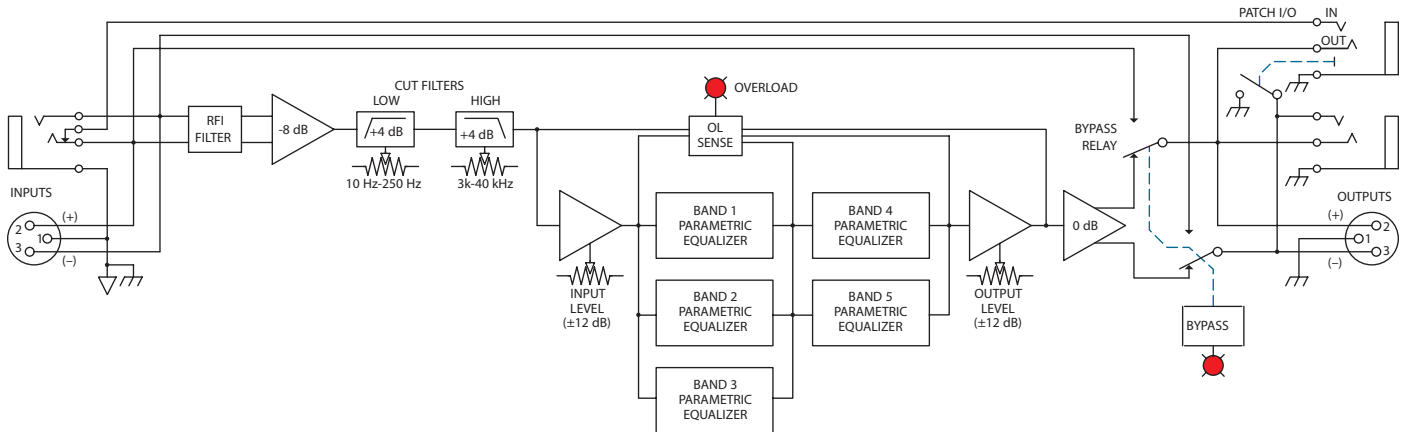 PATCH I/O
IN
OUT
OVERLOAD
CUT FILTERS
LOW
HIGH
RFI
FILTER
-8 dB
+4 dB
+4 dB
OL
SENSE
BYPASS
RELAY
10 Hz-250 Hz
3k-40 kHz
INPUTS
(+)
2
1
3
(–)
BAND 1
PARAMETRIC
EQUALIZER
BAND 4
PARAMETRIC
EQUALIZER
0 dB
OUTPUTS
(+)
2
1
3
(–)
INPUT
LEVEL
(±12 dB)
BAND 2
PARAMETRIC
EQUALIZER
BAND 5
PARAMETRIC
EQUALIZER
OUTPUT
LEVEL
(±12 dB)
BYPASS
BAND 3
PARAMETRIC
EQUALIZER